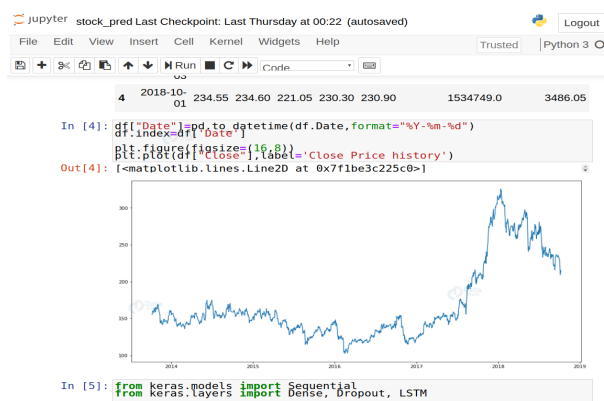 jupyter stock_pred Last Checkpoint: Last Thursday at 00:22 (autosaved) Logout
File Edit View Insert Cell Kernel Widgets Help Trusted Python 3
Run Code
03
4 2018-10-01 234.55 234.60 221.05 230.30 230.90 1534749.0 3486.05
In [4]: df["Date"]=pd.to_datetime(df.Date,format="%Y-%m-%d")
df.index=df['Date']
plt.figure(figsize=(16,8))
plt.plot(df["Close"],label='Close Price history')
Out[4]: [<matplotlib.lines.Line2D at 0x7f1be3c225c0>]
300
250
200
150
100
2014 2015 2016 2017 2018 2019
In [5]: from keras.models import Sequential
from keras.layers import Dense, Dropout, LSTM